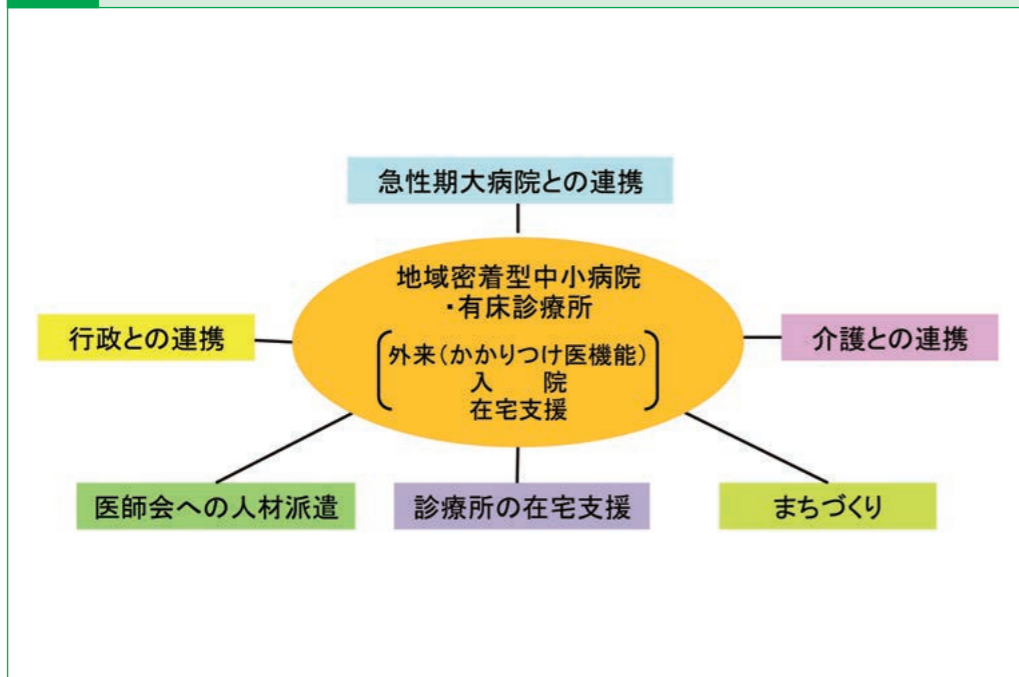 急性期大病院との連携
地域密着型中小病院
・有床診療所
外来(かかりつけ医機能)
入　　院
在宅支援
行政との連携
介護との連携
医師会への人材派遣
診療所の在宅支援
まちづくり